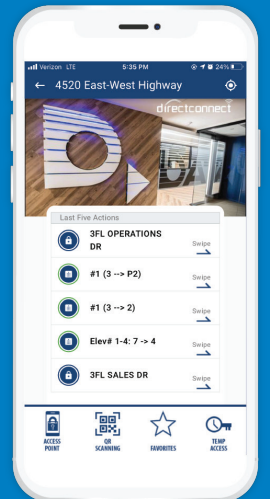 Verizon LTE 5:35 PM 24%
4520 East-West Highway
directconnect
Last Five Actions
3FL OPERATIONS
DR
Swipe
#1 (3 --> P2)
Swipe
#1 (3 --> 2)
Swipe
Elev# 1-4: 7 -> 4
Swipe
3FL SALES DR
Swipe
ACCESS
POINT
QR
SCANNING
FAVORITES
TEMP
ACCESS